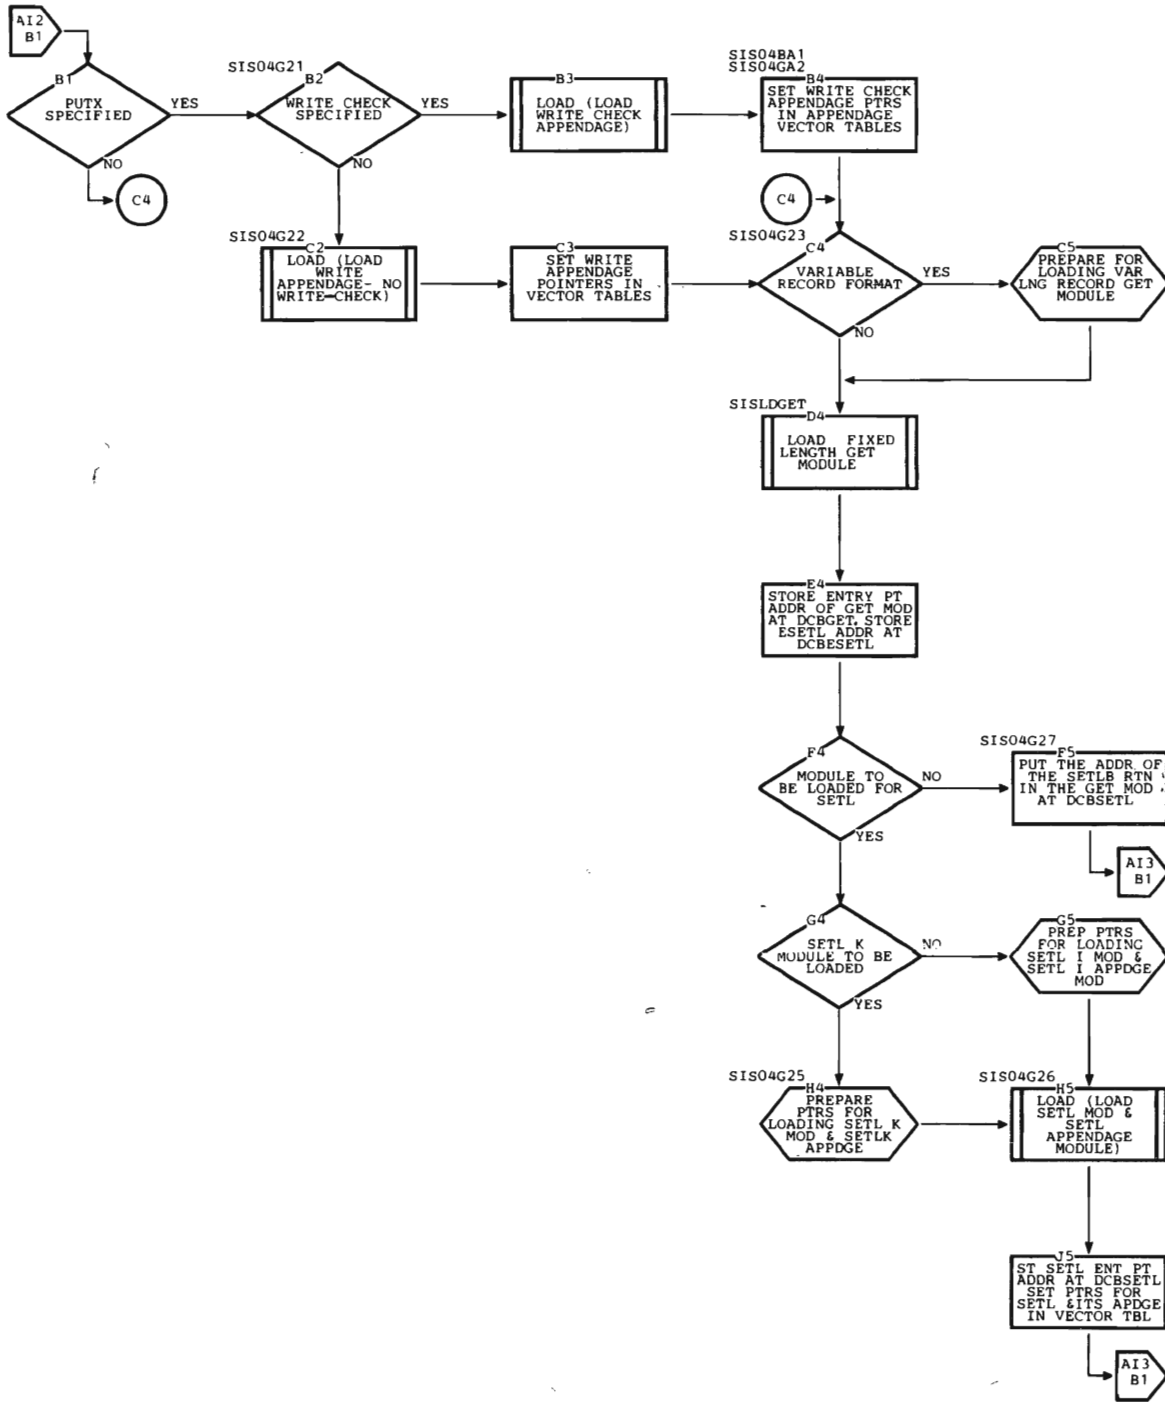 AI2
B1
B1
PUTX
SPECIFIED
YES
NO
C4
SIS04G21
B2
WRITE CHECK
SPECIFIED
YES
NO
B3
LOAD (LOAD
WRITE CHECK
APPENDAGE)
SIS04BA1
SIS04GA2
B4
SET WRITE CHECK
APPENDAGE PTRS
IN APPENDAGE
VECTOR TABLES
C4
SIS04G22
C2
LOAD (LOAD
WRITE
APPENDAGE- NO
WRITE-CHECK)
C3
SET WRITE
APPENDAGE
POINTERS IN
VECTOR TABLES
SIS04G23
C4
VARIABLE
RECORD FORMAT
YES
NO
C5
PREPARE FOR
LOADING VAR
LNG RECORD GET
MODULE
SISLDGET
D4
LOAD FIXED
LENGTH GET
MODULE
E4
STORE ENTRY PT
ADDR OF GET MOD
AT DCBGET. STORE
ESETL ADDR AT
DCBESETL
F4
MODULE TO
BE LOADED FOR
SETL
NO
YES
SIS04G27
F5
PUT THE ADDR OF
THE SETLB RTN
IN THE GET MOD
AT DCBSETL
AI3
B1
G4
SETL K
MODULE TO BE
LOADED
NO
YES
G5
PREP PTRS
FOR LOADING
SETL I MOD &
SETL I APPDGE
MOD
SIS04G25
H4
PREPARE
PTRS FOR
LOADING SETL K
MOD & SETLK
APPDGE
SIS04G26
H5
LOAD (LOAD
SETL MOD &
SETL
APPENDAGE
MODULE)
J5
ST SETL ENT PT
ADDR AT DCBSETL
SET PTRS FOR
SETL &ITS APDGE
IN VECTOR TBL
AI3
B1